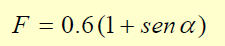 F = 0.6 (1 + sen α)